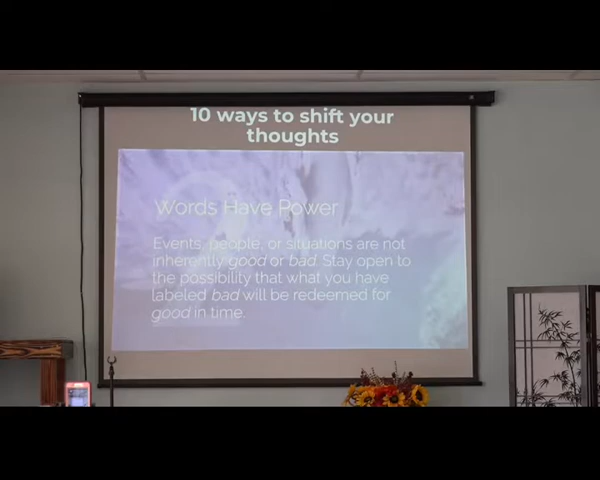 10 ways to shift your
thoughts
Words Have Power
Events, people, or situations are not
inherently good or bad. Stay open to
the possibility that what you have
labeled bad will be redeemed for
good in time.